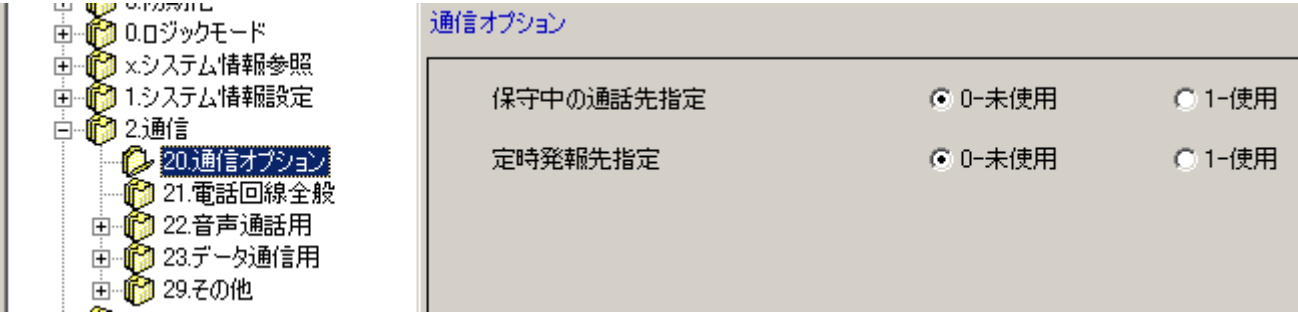 0.ロジックモード
x.システム情報参照
1.システム情報設定
2.通信
20.通信オプション
21.電話回線全般
22.音声通話用
23.データ通信用
29.その他
通信オプション
保守中の通話先指定 0-未使用 1-使用
定時発報先指定 0-未使用 1-使用